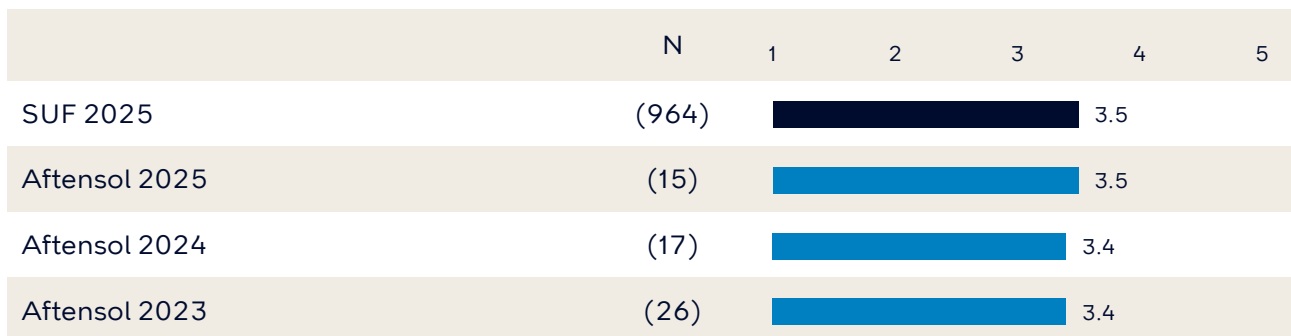 N 1 2 3 4 5
SUF 2025 (964) 3.5
Aftensol 2025 (15) 3.5
Aftensol 2024 (17) 3.4
Aftensol 2023 (26) 3.4